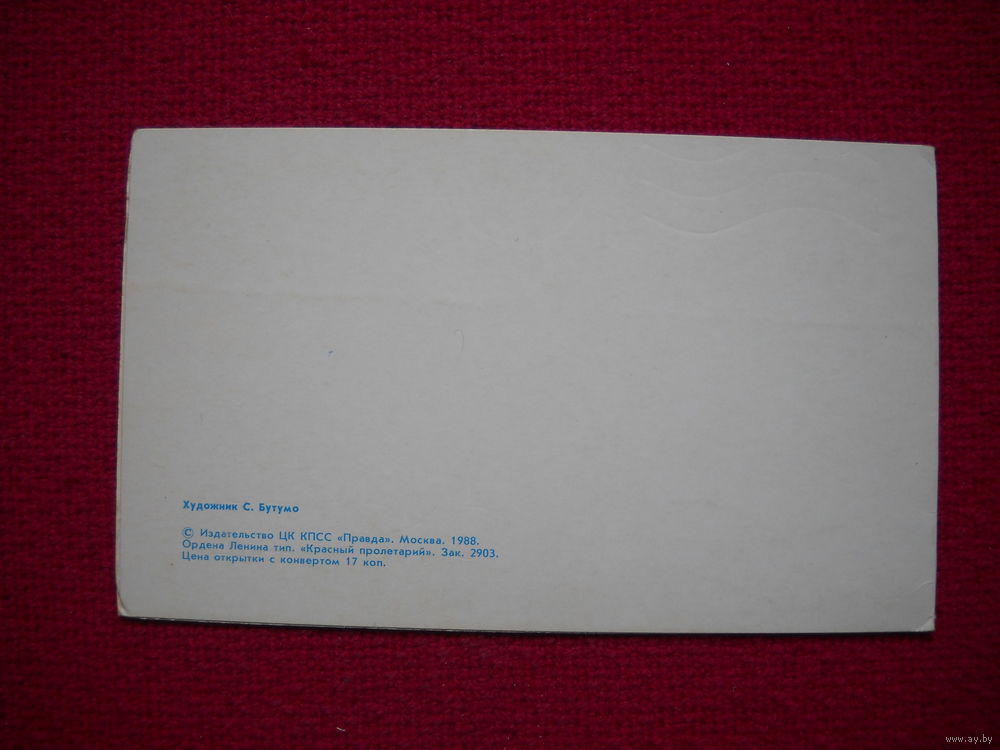 Художник С. Бутумо
© Издательство ЦК КПСС «Правда». Москва. 1988.
Ордена Ленина тип. «Красный пролетарий». Зак. 2903.
Цена открытки с конвертом 17 коп.
www.ay.by